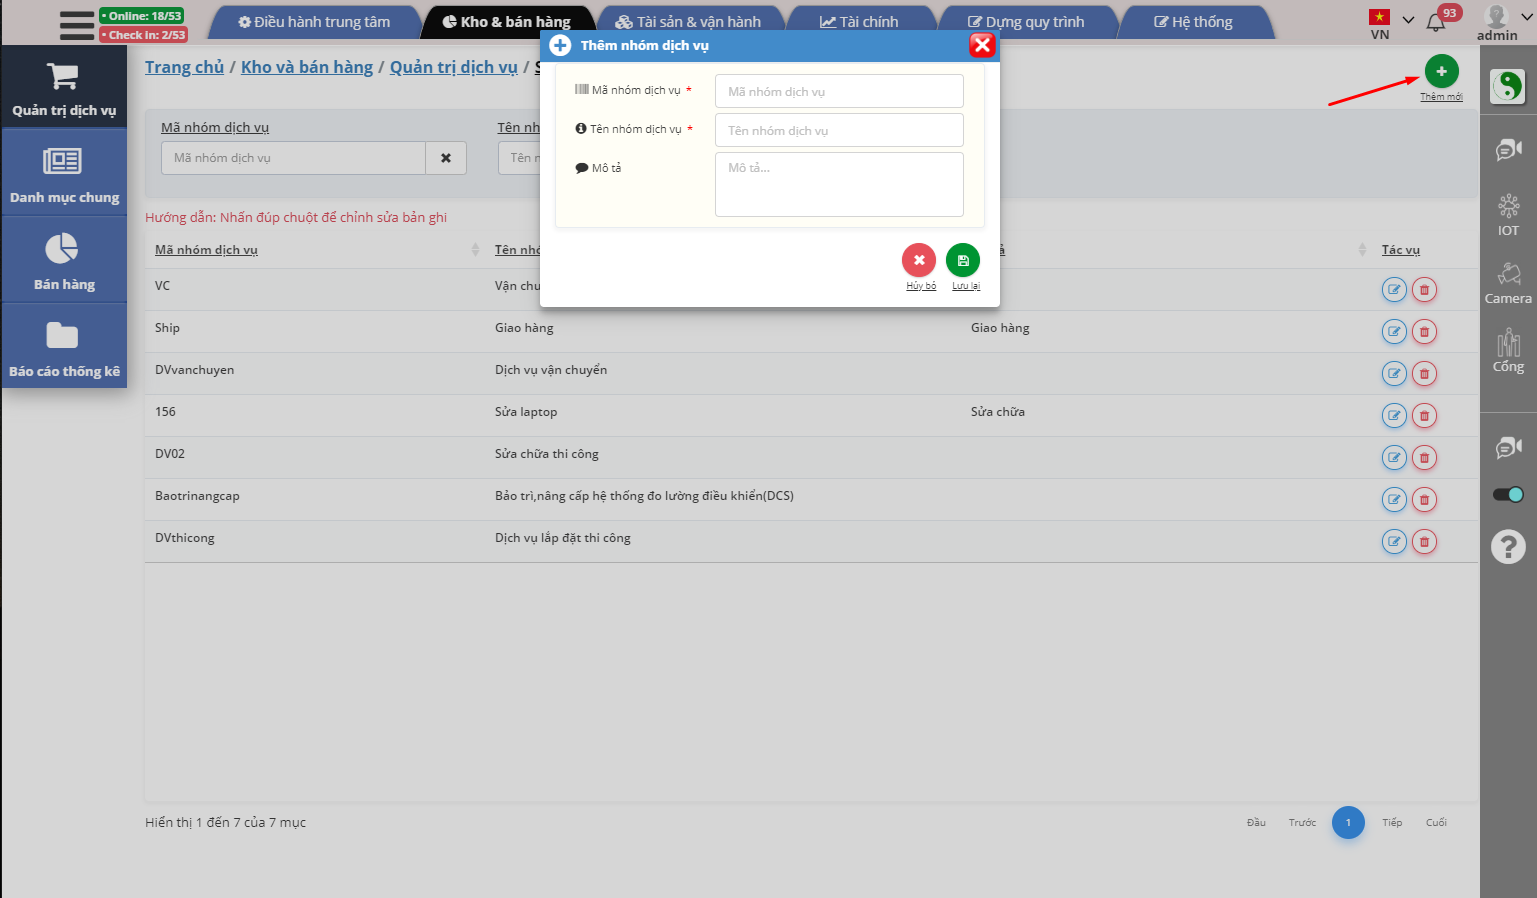 • Online: 18/53
• Check in: 2/53
Điều hành trung tâm
Kho & bán hàng
Tài sản & vận hành
Tài chính
Dựng quy trình
Hệ thống
VN
93
admin
Quản trị dịch vụ
Danh mục chung
Bán hàng
Báo cáo thống kê
Trang chủ / Kho và bán hàng / Quản trị dịch vụ /
Thêm mới
Thêm nhóm dịch vụ
Mã nhóm dịch vụ *
Mã nhóm dịch vụ
Tên nhóm dịch vụ *
Tên nhóm dịch vụ
Mô tả
Mô tả...
Hủy bỏ
Lưu lại
Mã nhóm dịch vụ
Mã nhóm dịch vụ
Hướng dẫn: Nhấn đúp chuột để chỉnh sửa bản ghi
Mã nhóm dịch vụ
Tác vụ
VC
Ship Giao hàng Giao hàng
DVvanchuyen Dịch vụ vận chuyển
156 Sửa laptop Sửa chữa
DV02 Sửa chữa thi công
Baotrinangcap Bảo trì,nâng cấp hệ thống đo lường điều khiển(DCS)
DVthicong Dịch vụ lắp đặt thi công
Hiển thị 1 đến 7 của 7 mục
Đầu Trước 1 Tiếp Cuối
IOT
Camera
Cổng